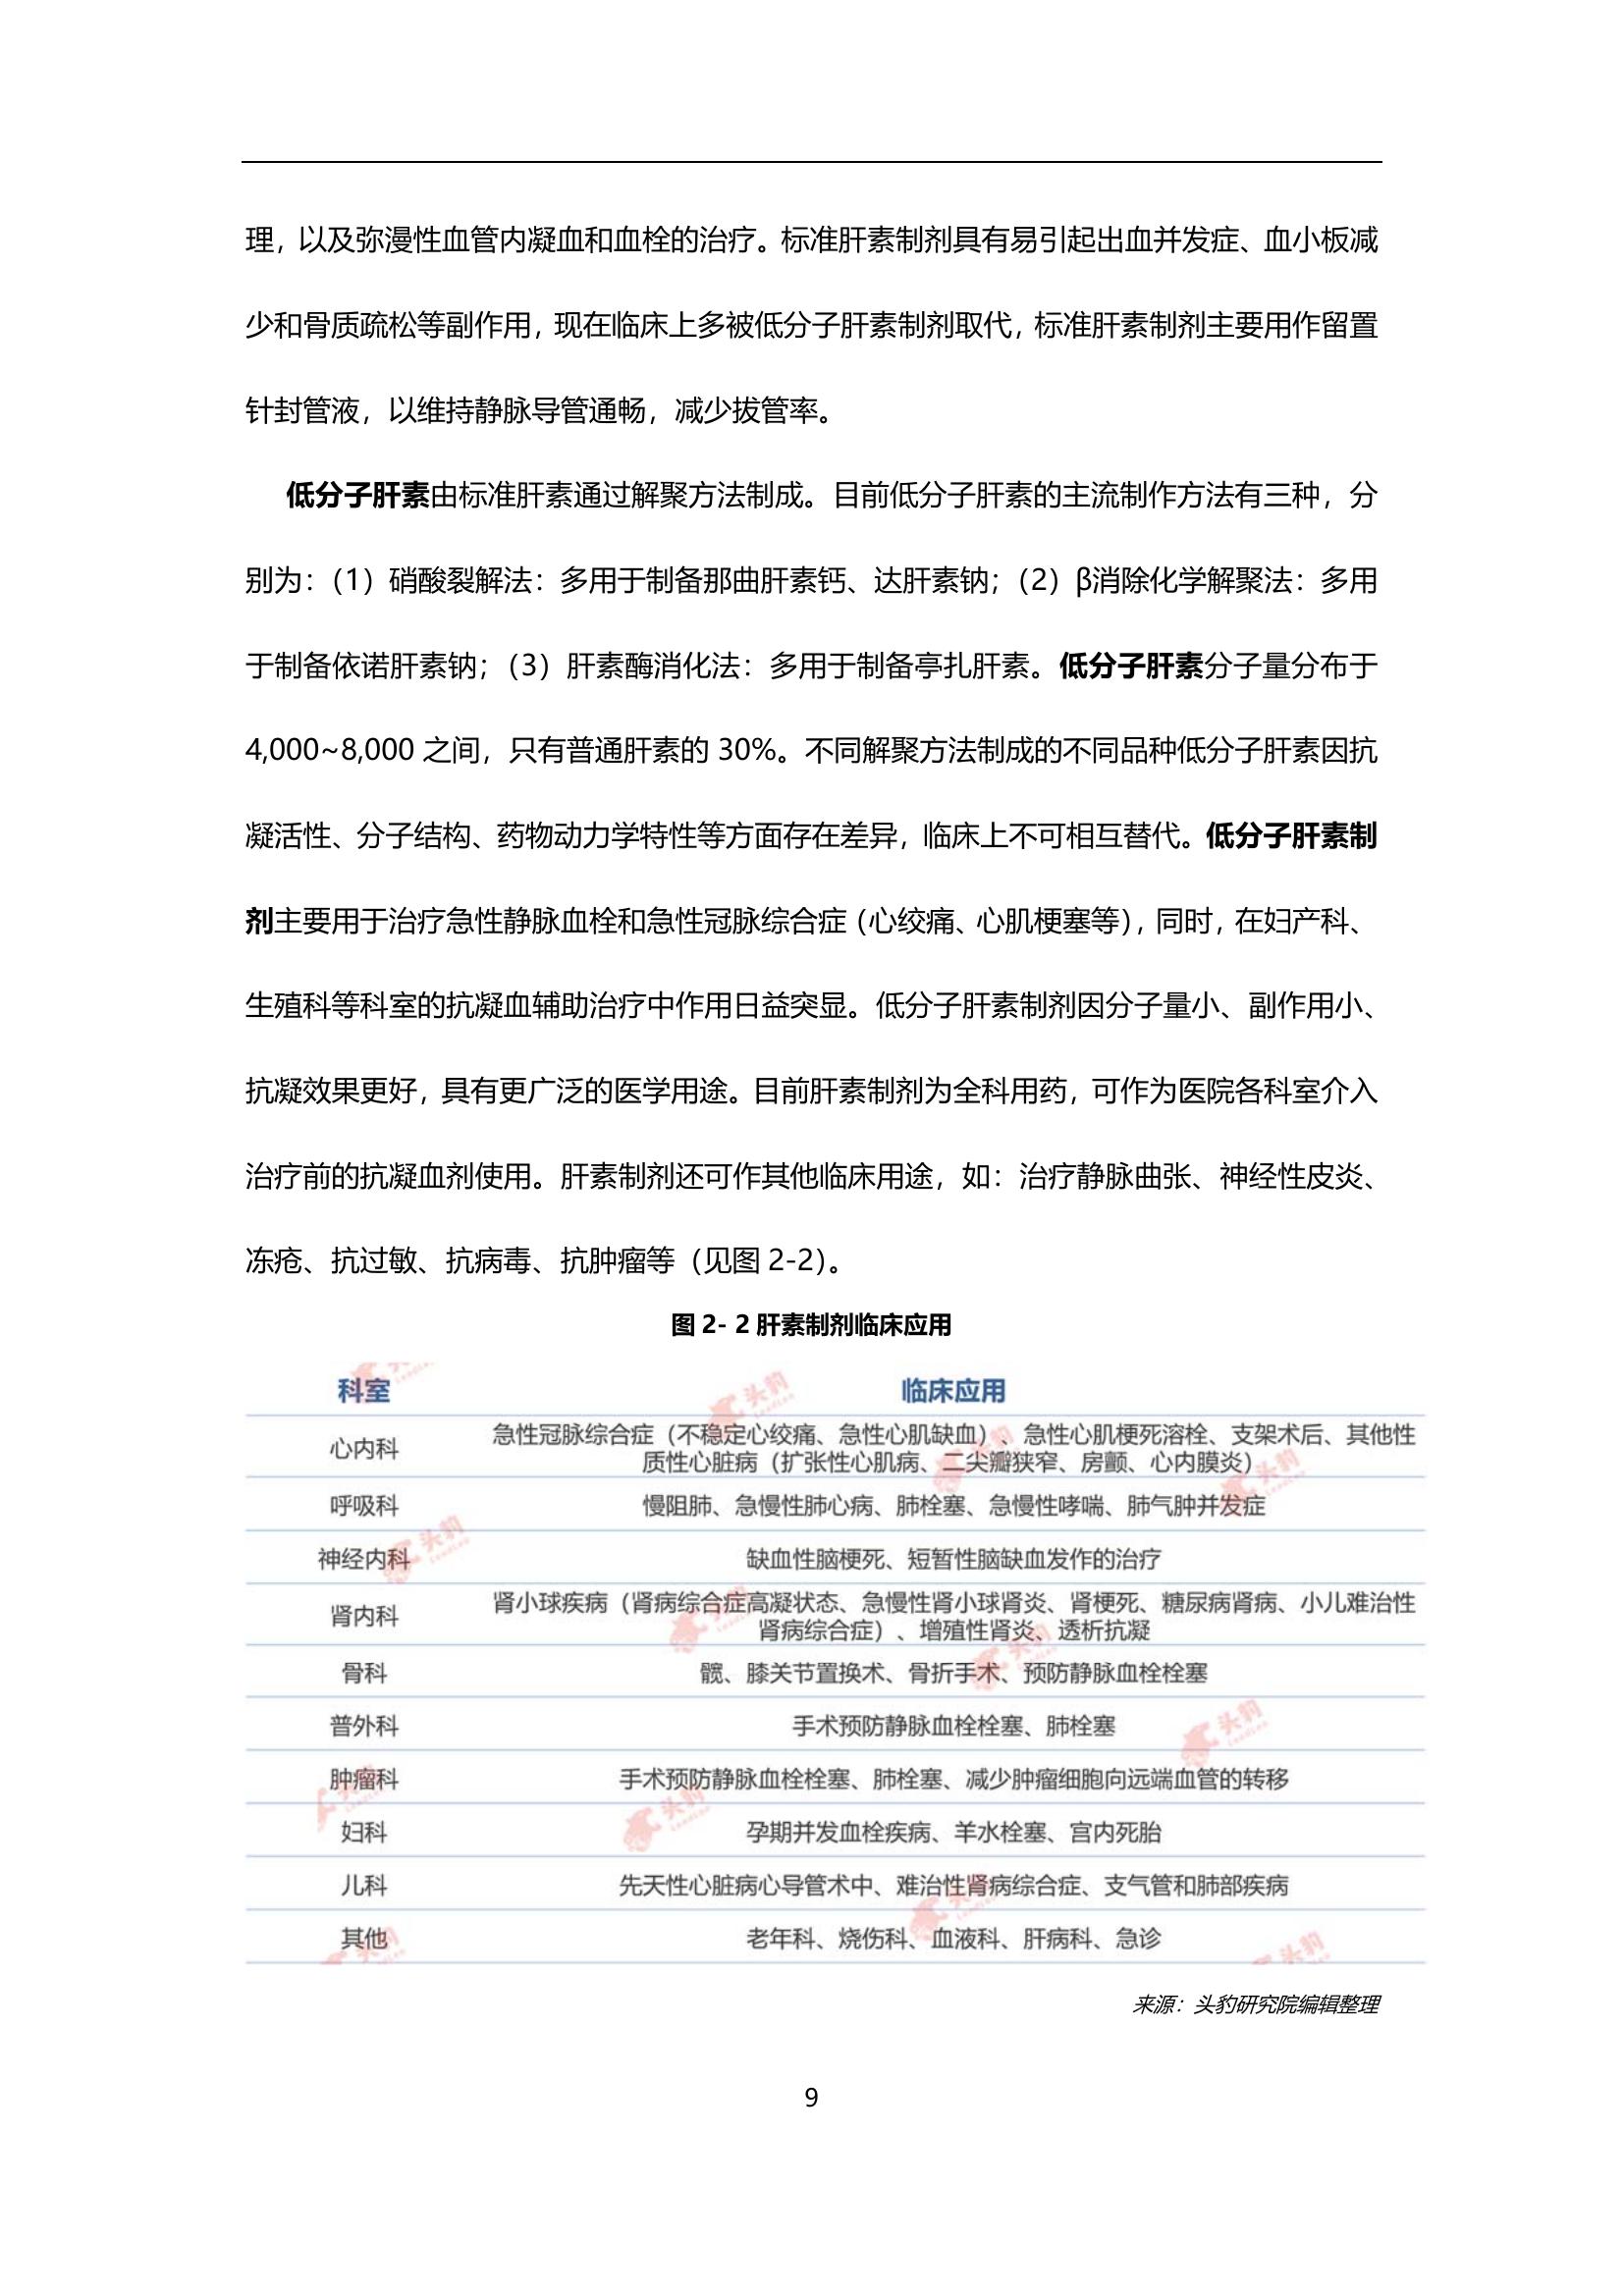 理，以及弥漫性血管内凝血和血栓的治疗。标准肝素制剂具有易引起出血并发症、血小板减
少和骨质疏松等副作用，现在临床上多被低分子肝素制剂取代，标准肝素制剂主要用作留置
针封管液，以维持静脉导管通畅，减少拔管率。
低分子肝素由标准肝素通过解聚方法制成。目前低分子肝素的主流制作方法有三种，分
别为：（1）硝酸裂解法：多用于制备那曲肝素钙、达肝素钠；（2）β消除化学解聚法：多用
于制备依诺肝素钠；（3）肝素酶消化法：多用于制备亭扎肝素。低分子肝素分子量分布于
4,000~8,000 之间，只有普通肝素的 30%。不同解聚方法制成的不同品种低分子肝素因抗
凝活性、分子结构、药物动力学特性等方面存在差异，临床上不可相互替代。低分子肝素制
剂主要用于治疗急性静脉血栓和急性冠脉综合症（心绞痛、心肌梗塞等），同时，在妇产科、
生殖科等科室的抗凝血辅助治疗中作用日益突显。低分子肝素制剂因分子量小、副作用小、
抗凝效果更好，具有更广泛的医学用途。目前肝素制剂为全科用药，可作为医院各科室介入
治疗前的抗凝血剂使用。肝素制剂还可作其他临床用途，如：治疗静脉曲张、神经性皮炎、
冻疮、抗过敏、抗病毒、抗肿瘤等（见图 2-2）。
图 2- 2 肝素制剂临床应用
科室 临床应用
心内科 急性冠脉综合症（不稳定心绞痛、急性心肌缺血）、急性心肌梗死溶栓、支架术后、其他性
质性心脏病（扩张性心肌病、二尖瓣狭窄、房颤、心内膜炎）
呼吸科 慢阻肺、急慢性肺心病、肺栓塞、急慢性哮喘、肺气肿并发症
神经内科 缺血性脑梗死、短暂性脑缺血发作的治疗
肾内科 肾小球疾病（肾病综合症高凝状态、急慢性肾小球肾炎、肾梗死、糖尿病肾病、小儿难治性
肾病综合症）、增殖性肾炎、透析抗凝
骨科 髋、膝关节置换术、骨折手术、预防静脉血栓栓塞
普外科 手术预防静脉血栓栓塞、肺栓塞
肿瘤科 手术预防静脉血栓栓塞、肺栓塞、减少肿瘤细胞向远端血管的转移
妇科 孕期并发血栓疾病、羊水栓塞、宫内死胎
儿科 先天性心脏病心导管术中、难治性肾病综合症、支气管和肺部疾病
其他 老年科、烧伤科、血液科、肝病科、急诊
来源：头豹研究院编辑整理
9